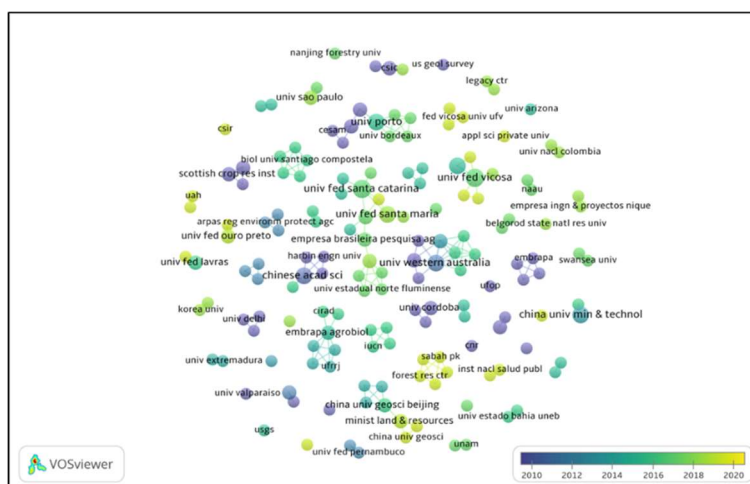 nanjing forestry univ
csic
us geol survey
legacy ctr
univ sao paulo
univ arizona
fed vicosa univ ufv
csir
cesam
univ porto
univ bordeaux
appl sci private univ
univ nacl colombia
biol univ santiago compostela
scottish crop res inst
univ fed santa catarina
univ fed vicosa
naau
uah
empresa ingn & proyectos nique
arpas reg environm protect agc
univ fed santa maria
belgorod state natl res univ
univ fed ouro preto
empresa brasileira pesquisa ag
harbin engn univ
univ fed lavras
univ western australia
embrapa
swansea univ
chinese acad sci
univ estadual norte fluminense
ufop
korea univ
univ delhi
cirad
univ cordoba
china univ min & technol
embrapa agrobiol
iucn
cnr
univ extremadura
ufrrj
sabah pk
forest res ctr
inst nacl salud publ
univ valparaiso
china univ geosci beijing
minist land & resources
univ estado bahia uneb
usgs
china univ geosci
univ fed pernambuco
unam
VOSviewer
2010 2012 2014 2016 2018 2020